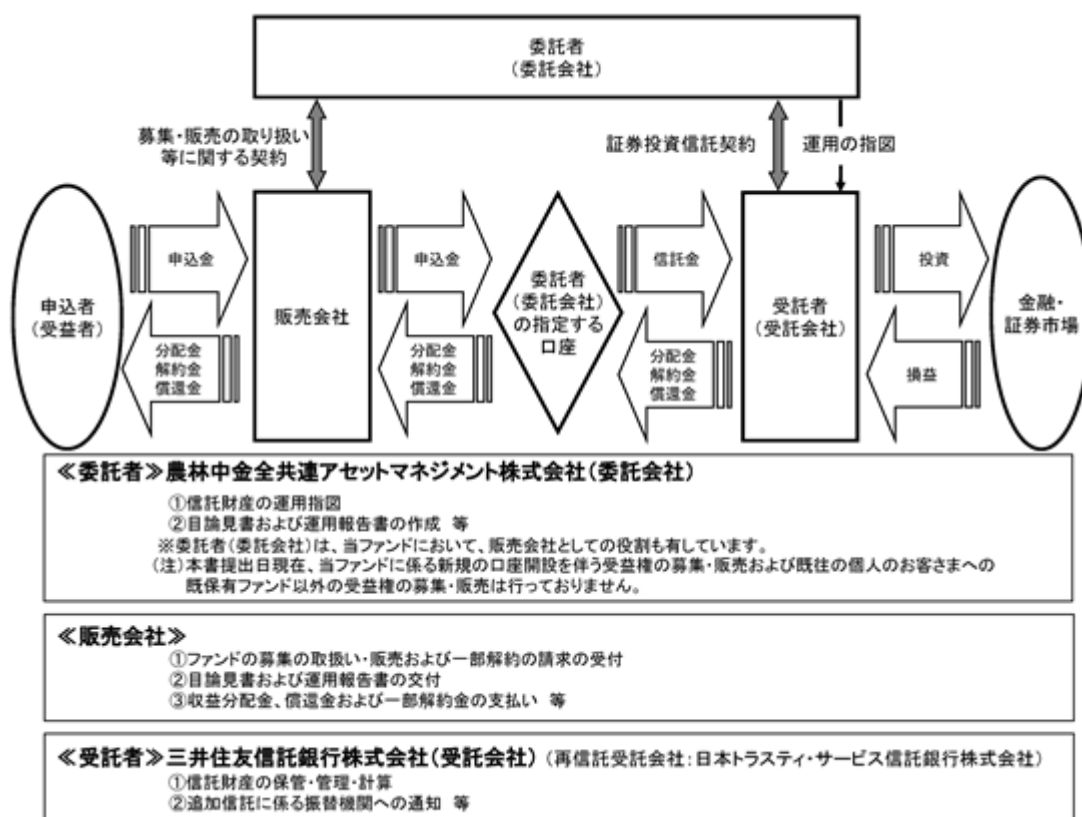 委託者
（委託会社）
募集・販売の取り扱い
等に関する契約
証券投資信託契約
運用の指図
申込者
（受益者）
申込金
分配金
解約金
償還金
販売会社
申込金
分配金
解約金
償還金
委託者
（委託会社）
の指定する
口座
信託金
分配金
解約金
償還金
受託者
（受託会社）
投資
損益
金融・
証券市場
≪委託者≫農林中金全共連アセットマネジメント株式会社（委託会社）
①信託財産の運用指図
②目論見書および運用報告書の作成 等
※委託者（委託会社）は、当ファンドにおいて、販売会社としての役割も有しています。
（注）本書提出日現在、当ファンドに係る新規の口座開設を伴う受益権の募集・販売および既往の個人のお客さまへの
既保有ファンド以外の受益権の募集・販売は行っておりません。
≪販売会社≫
①ファンドの募集の取扱い・販売および一部解約の請求の受付
②目論見書および運用報告書の交付
③収益分配金、償還金および一部解約金の支払い 等
≪受託者≫三井住友信託銀行株式会社（受託会社）（再信託受託会社：日本トラスティ・サービス信託銀行株式会社）
①信託財産の保管・管理・計算
②追加信託に係る振替機関への通知 等